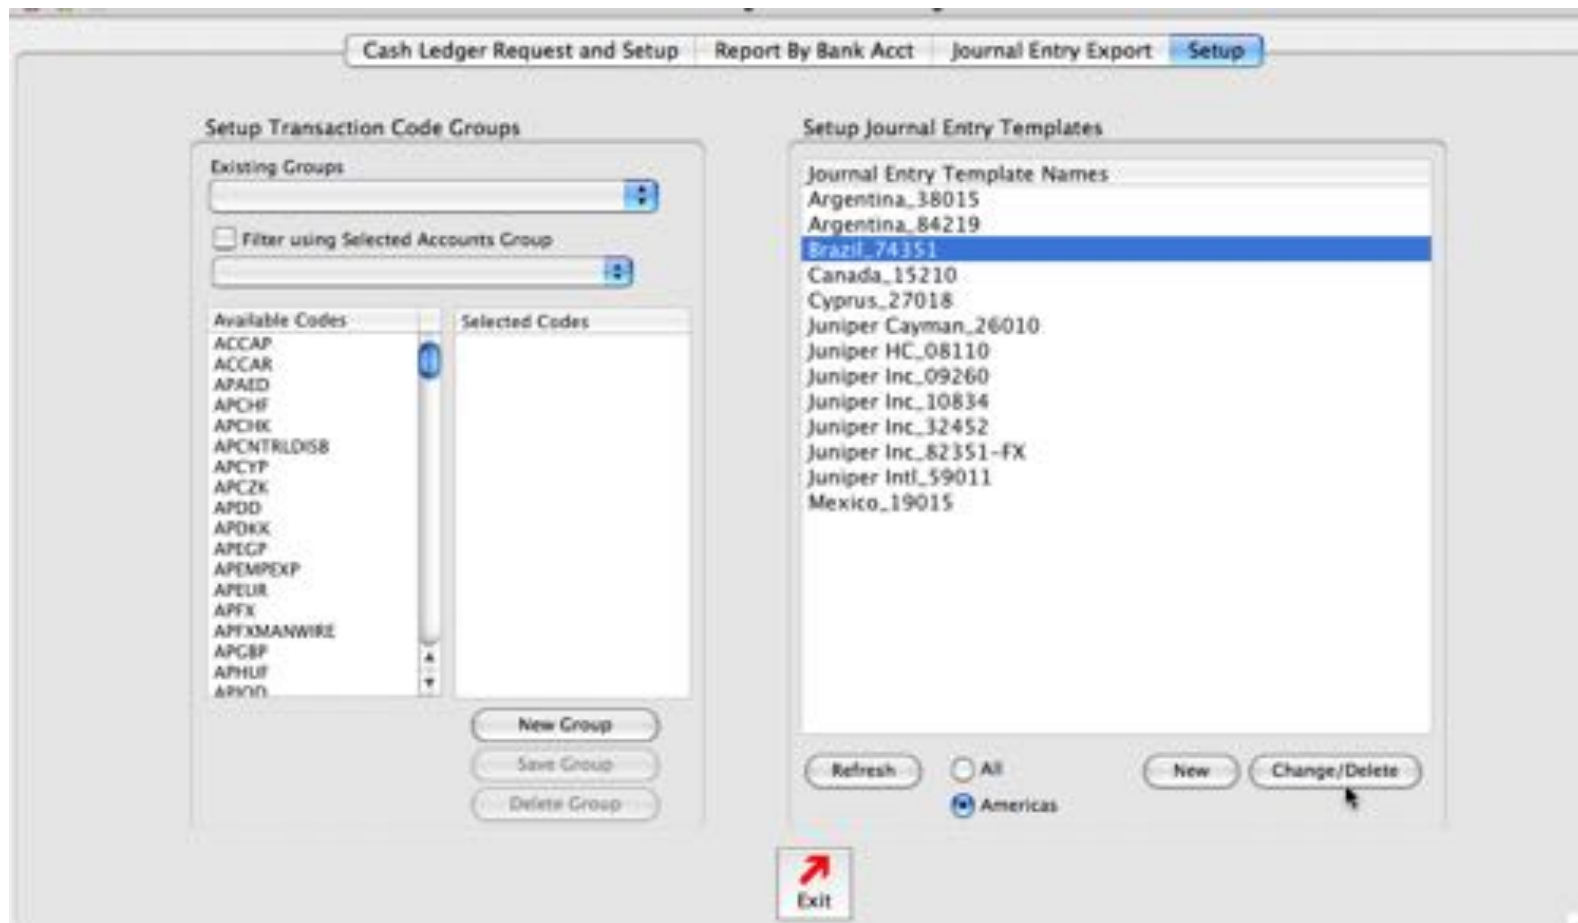 Cash Ledger Request and Setup
Report By Bank Acct
Journal Entry Export
Setup
Setup Transaction Code Groups
Existing Groups
Filter using Selected Accounts Group
Available Codes
Selected Codes
ACCAP
ACCAR
APAED
APCHF
APCHK
APCNTRLDISB
APCYP
APCZK
APDD
APDKK
APEGP
APEMPEXP
APEUR
APFX
APFXMANWIRE
APGBP
APHUF
New Group
Save Group
Delete Group
Setup Journal Entry Templates
Journal Entry Template Names
Argentina_38015
Argentina_84219
Brazil_74351
Canada_15210
Cyprus_27018
Juniper Cayman_26010
Juniper HC_08110
Juniper Inc_09260
Juniper Inc_10834
Juniper Inc_32452
Juniper Inc_82351-FX
Juniper Intl_59011
Mexico_19015
Refresh
All
Americas
New
Change/Delete
Exit